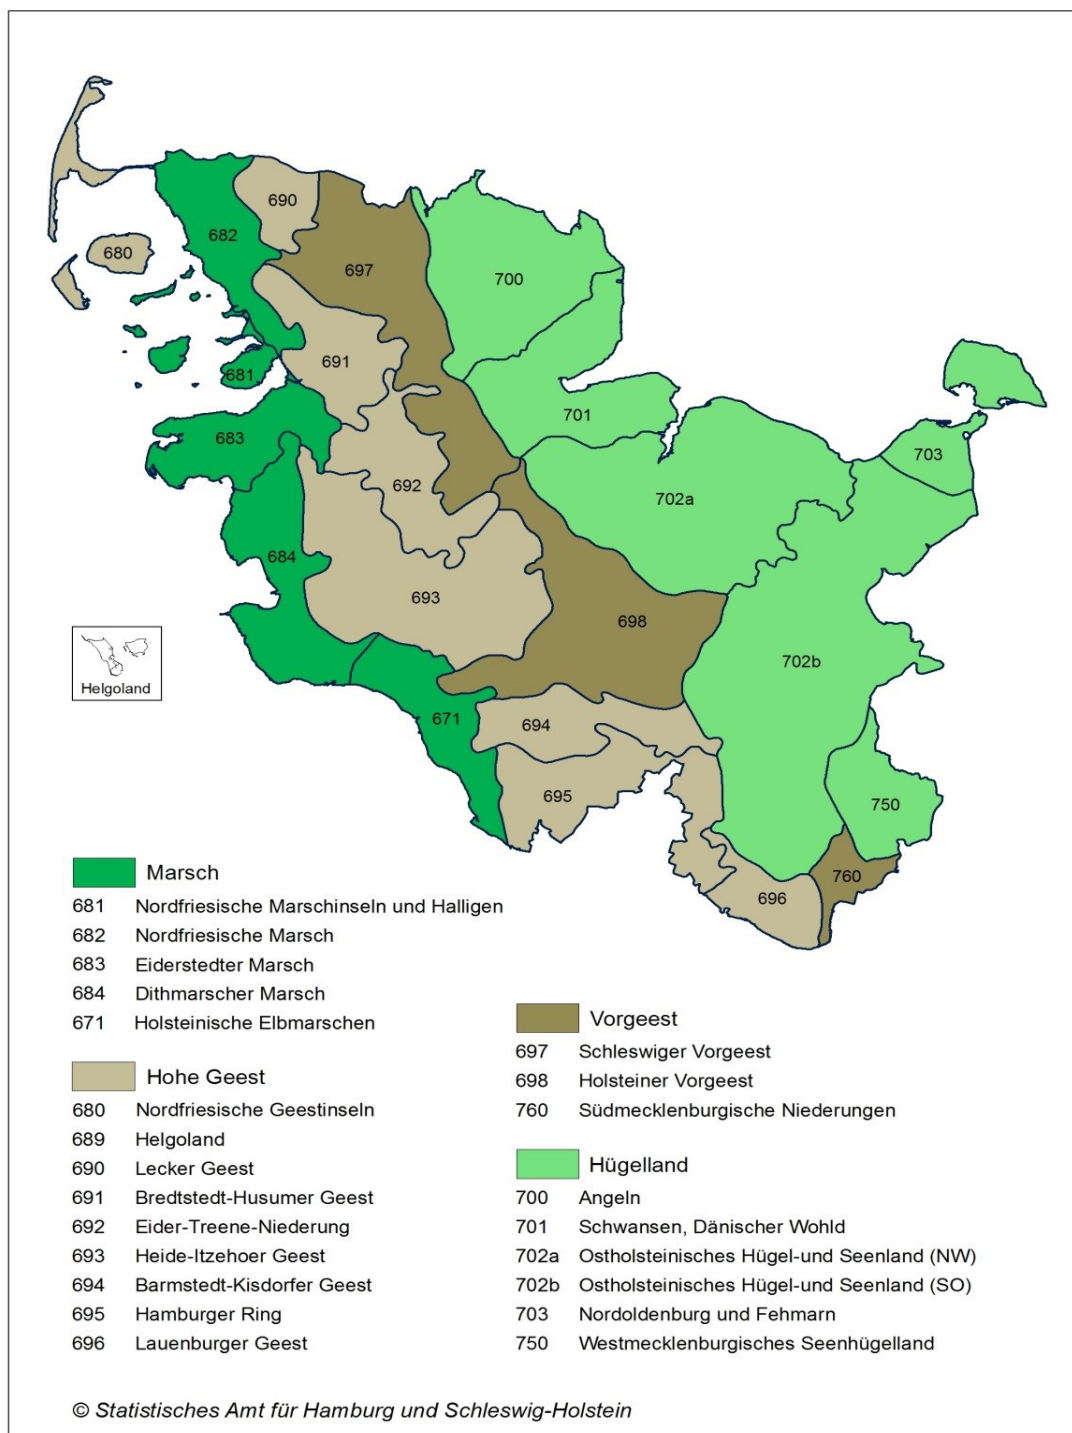 690
682
680
697
700
691
681
701
683
703
692
702a
684
693
698
702b
Helgoland
671
694
695
750
760
696
Marsch
681 Nordfriesische Marschinseln und Halligen
682 Nordfriesische Marsch
683 Eiderstedter Marsch
684 Dithmarscher Marsch
671 Holsteinische Elbmarschen
Hohe Geest
680 Nordfriesische Geestinseln
689 Helgoland
690 Lecker Geest
691 Bredtstedt-Husumer Geest
692 Eider-Treene-Niederung
693 Heide-Itzehoer Geest
694 Barmstedt-Kisdorfer Geest
695 Hamburger Ring
696 Lauenburger Geest
Vorgeest
697 Schleswiger Vorgeest
698 Holsteiner Vorgeest
760 Südmecklenburgische Niederungen
Hügelland
700 Angeln
701 Schwansen, Dänischer Wohld
702a Ostholsteinisches Hügel-und Seenland (NW)
702b Ostholsteinisches Hügel-und Seenland (SO)
703 Nordoldenburg und Fehmarn
750 Westmecklenburgisches Seenhügelland
© Statistisches Amt für Hamburg und Schleswig-Holstein